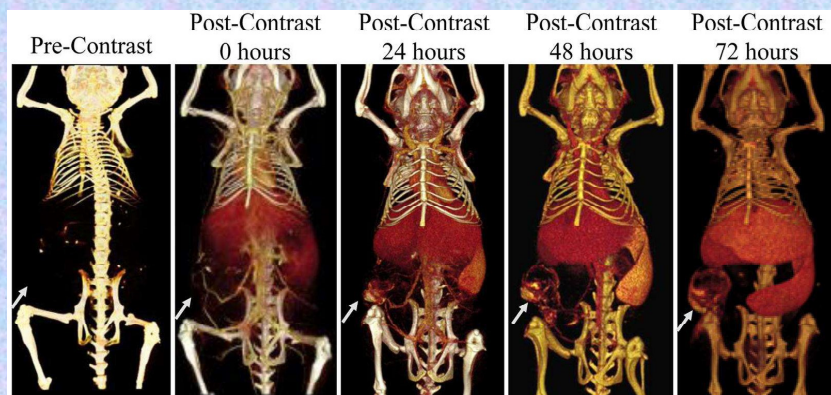 Pre-Contrast
Post-Contrast
0 hours
Post-Contrast
24 hours
Post-Contrast
48 hours
Post-Contrast
72 hours